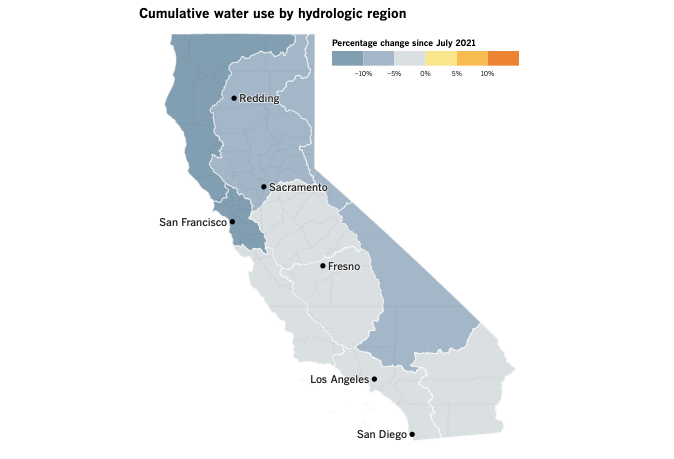 Cumulative water use by hydrologic region
Percentage change since July 2021
−10% −5% 0% 5% 10%
Redding
Sacramento
San Francisco
Fresno
Los Angeles
San Diego